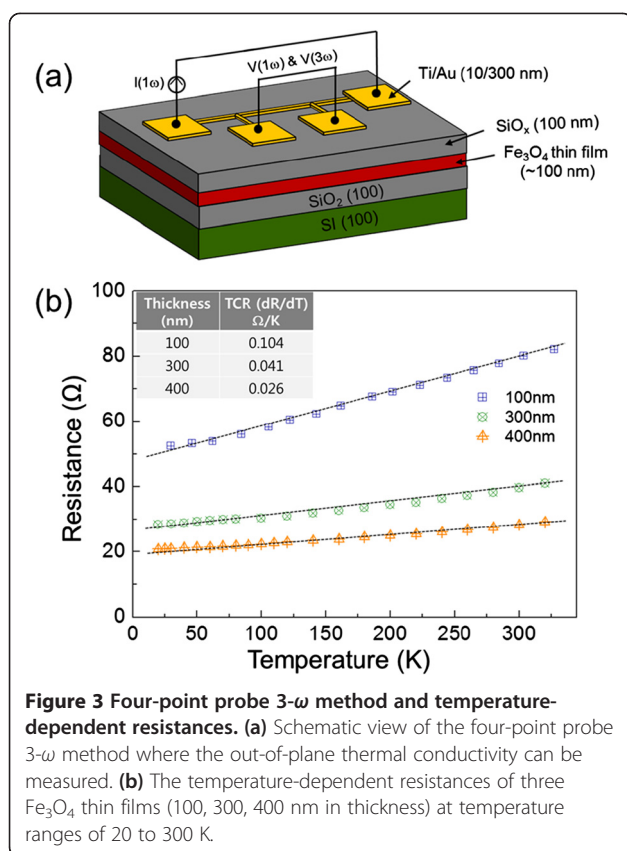 (a)
I(1ω)
V(1ω) & V(3ω)
Ti/Au (10/300 nm)
SiOₓ (100 nm)
Fe₃O₄ thin film
(~100 nm)
SiO₂ (100)
SI (100)
(b)
Thickness (nm) TCR (dR/dT) Ω/K
100 0.104
300 0.041
400 0.026
100nm
300nm
400nm
100
80
60
40
20
0
Resistance (Ω)
0 50 100 150 200 250 300
Temperature (K)
Figure 3 Four-point probe 3-ω method and temperature-
dependent resistances. (a) Schematic view of the four-point probe
3-ω method where the out-of-plane thermal conductivity can be
measured. (b) The temperature-dependent resistances of three
Fe₃O₄ thin films (100, 300, 400 nm in thickness) at temperature
ranges of 20 to 300 K.